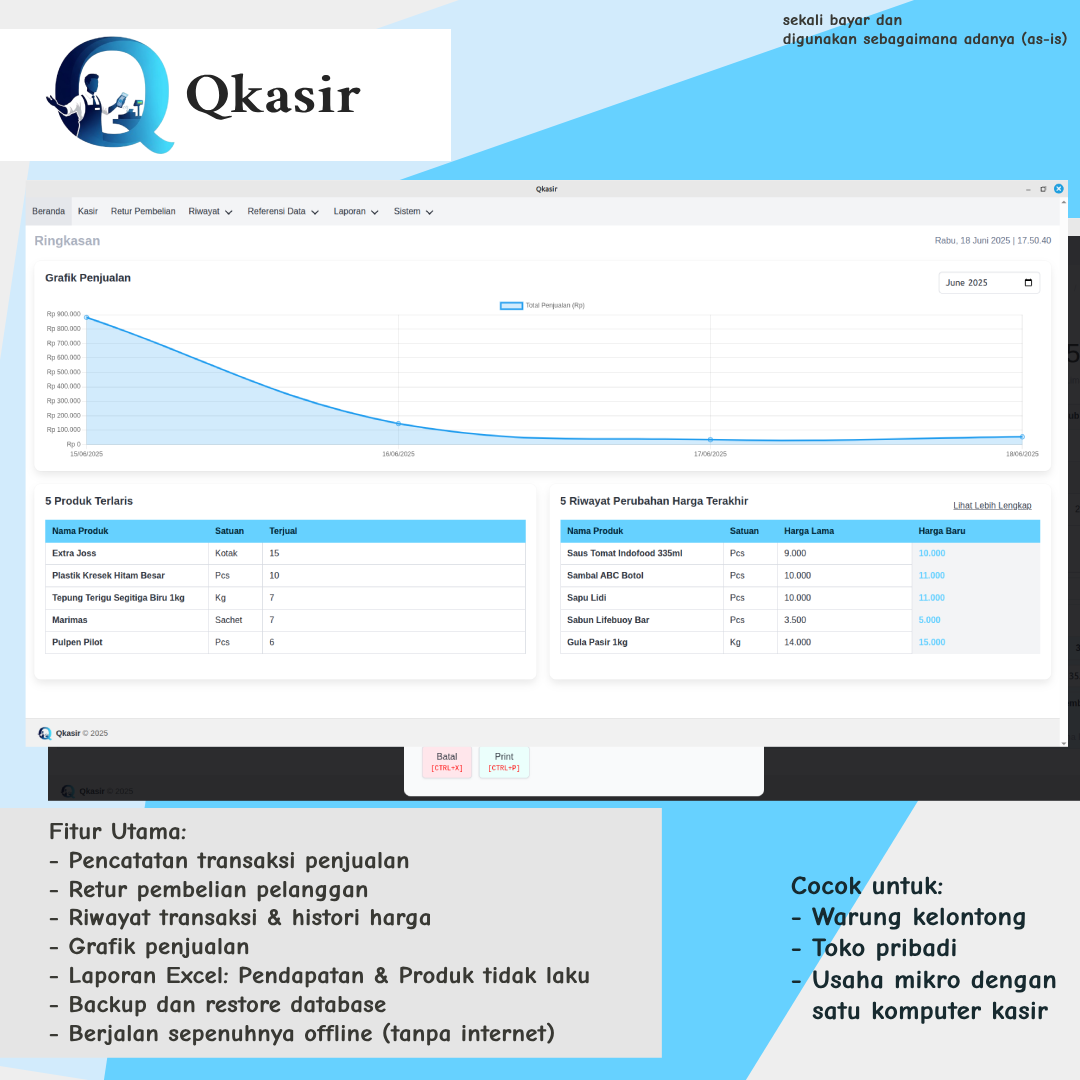 sekali bayar dan
digunakan sebagaimana adanya (as-is)
Qkasir
Qkasir
Beranda Kasir Retur Pembelian Riwayat Referensi Data Laporan Sistem
Ringkasan Rabu, 18 Juni 2025 | 17.50.40
Grafik Penjualan June 2025
Total Penjualan (Rp)
Rp 900.000
Rp 800.000
Rp 700.000
Rp 600.000
Rp 500.000
Rp 400.000
Rp 300.000
Rp 200.000
Rp 100.000
Rp 0
15/06/2025 16/06/2025 17/06/2025 18/06/2025
5 Produk Terlaris
Nama Produk Satuan Terjual
Extra Joss Kotak 15
Plastik Kresek Hitam Besar Pcs 10
Tepung Terigu Segitiga Biru 1kg Kg 7
Marimas Sachet 7
Pulpen Pilot Pcs 6
5 Riwayat Perubahan Harga Terakhir Lihat Lebih Lengkap
Nama Produk Satuan Harga Lama Harga Baru
Saus Tomat Indofood 335ml Pcs 9.000 10.000
Sambal ABC Botol Pcs 10.000 11.000
Sapu Lidi Pcs 10.000 11.000
Sabun Lifebuoy Bar Pcs 3.500 5.000
Gula Pasir 1kg Kg 14.000 15.000
Qkasir © 2025
Batal Print
[CTRL+X] [CTRL+P]
Qkasir © 2025
Fitur Utama:
- Pencatatan transaksi penjualan
- Retur pembelian pelanggan
- Riwayat transaksi & histori harga
- Grafik penjualan
- Laporan Excel: Pendapatan & Produk tidak laku
- Backup dan restore database
- Berjalan sepenuhnya offline (tanpa internet)
Cocok untuk:
- Warung kelontong
- Toko pribadi
- Usaha mikro dengan
satu komputer kasir